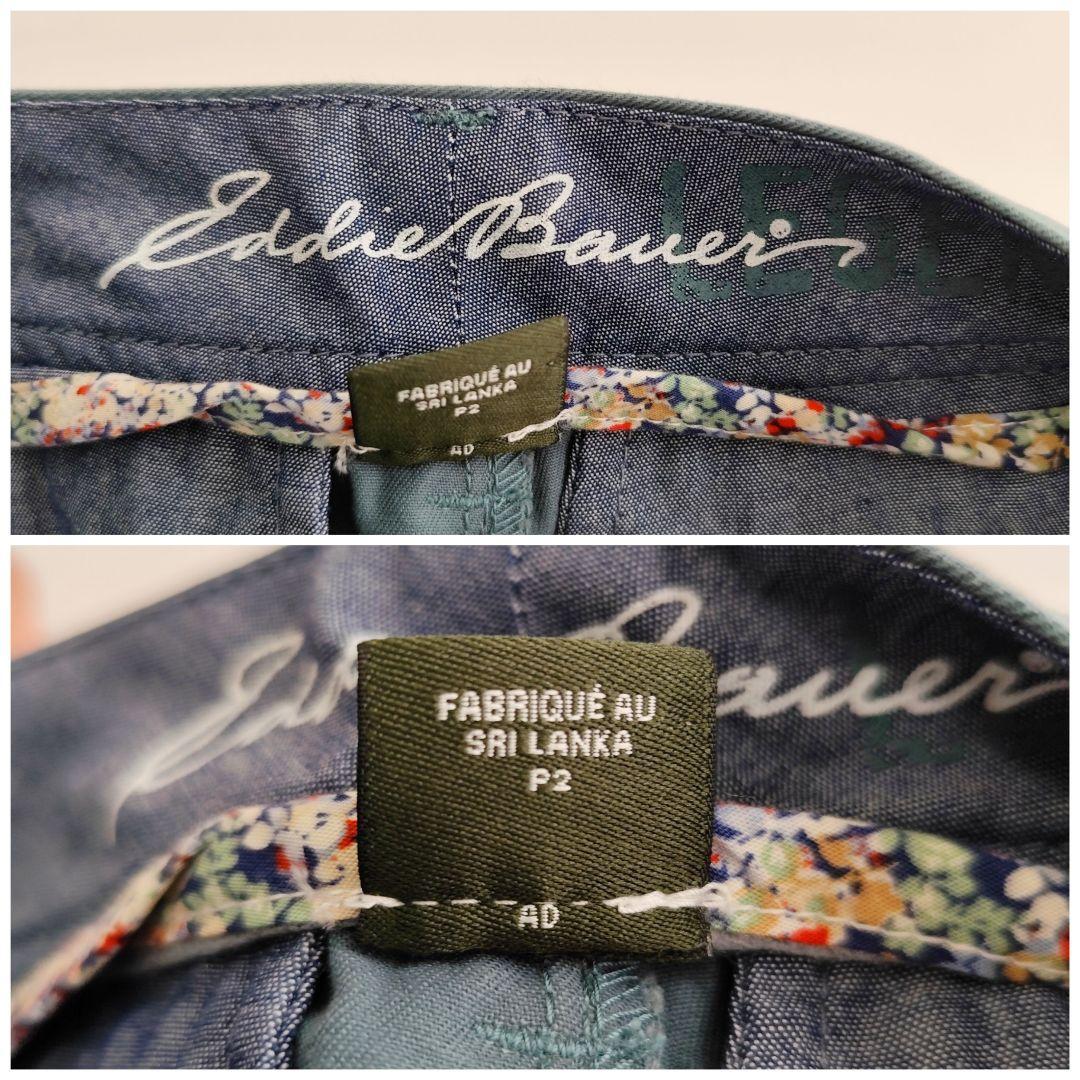 Eddie Bauer
FABRIQUÉ AU
SRI LANKA
P2
AD
FABRIQUÉ AU
SRI LANKA
P2
AD